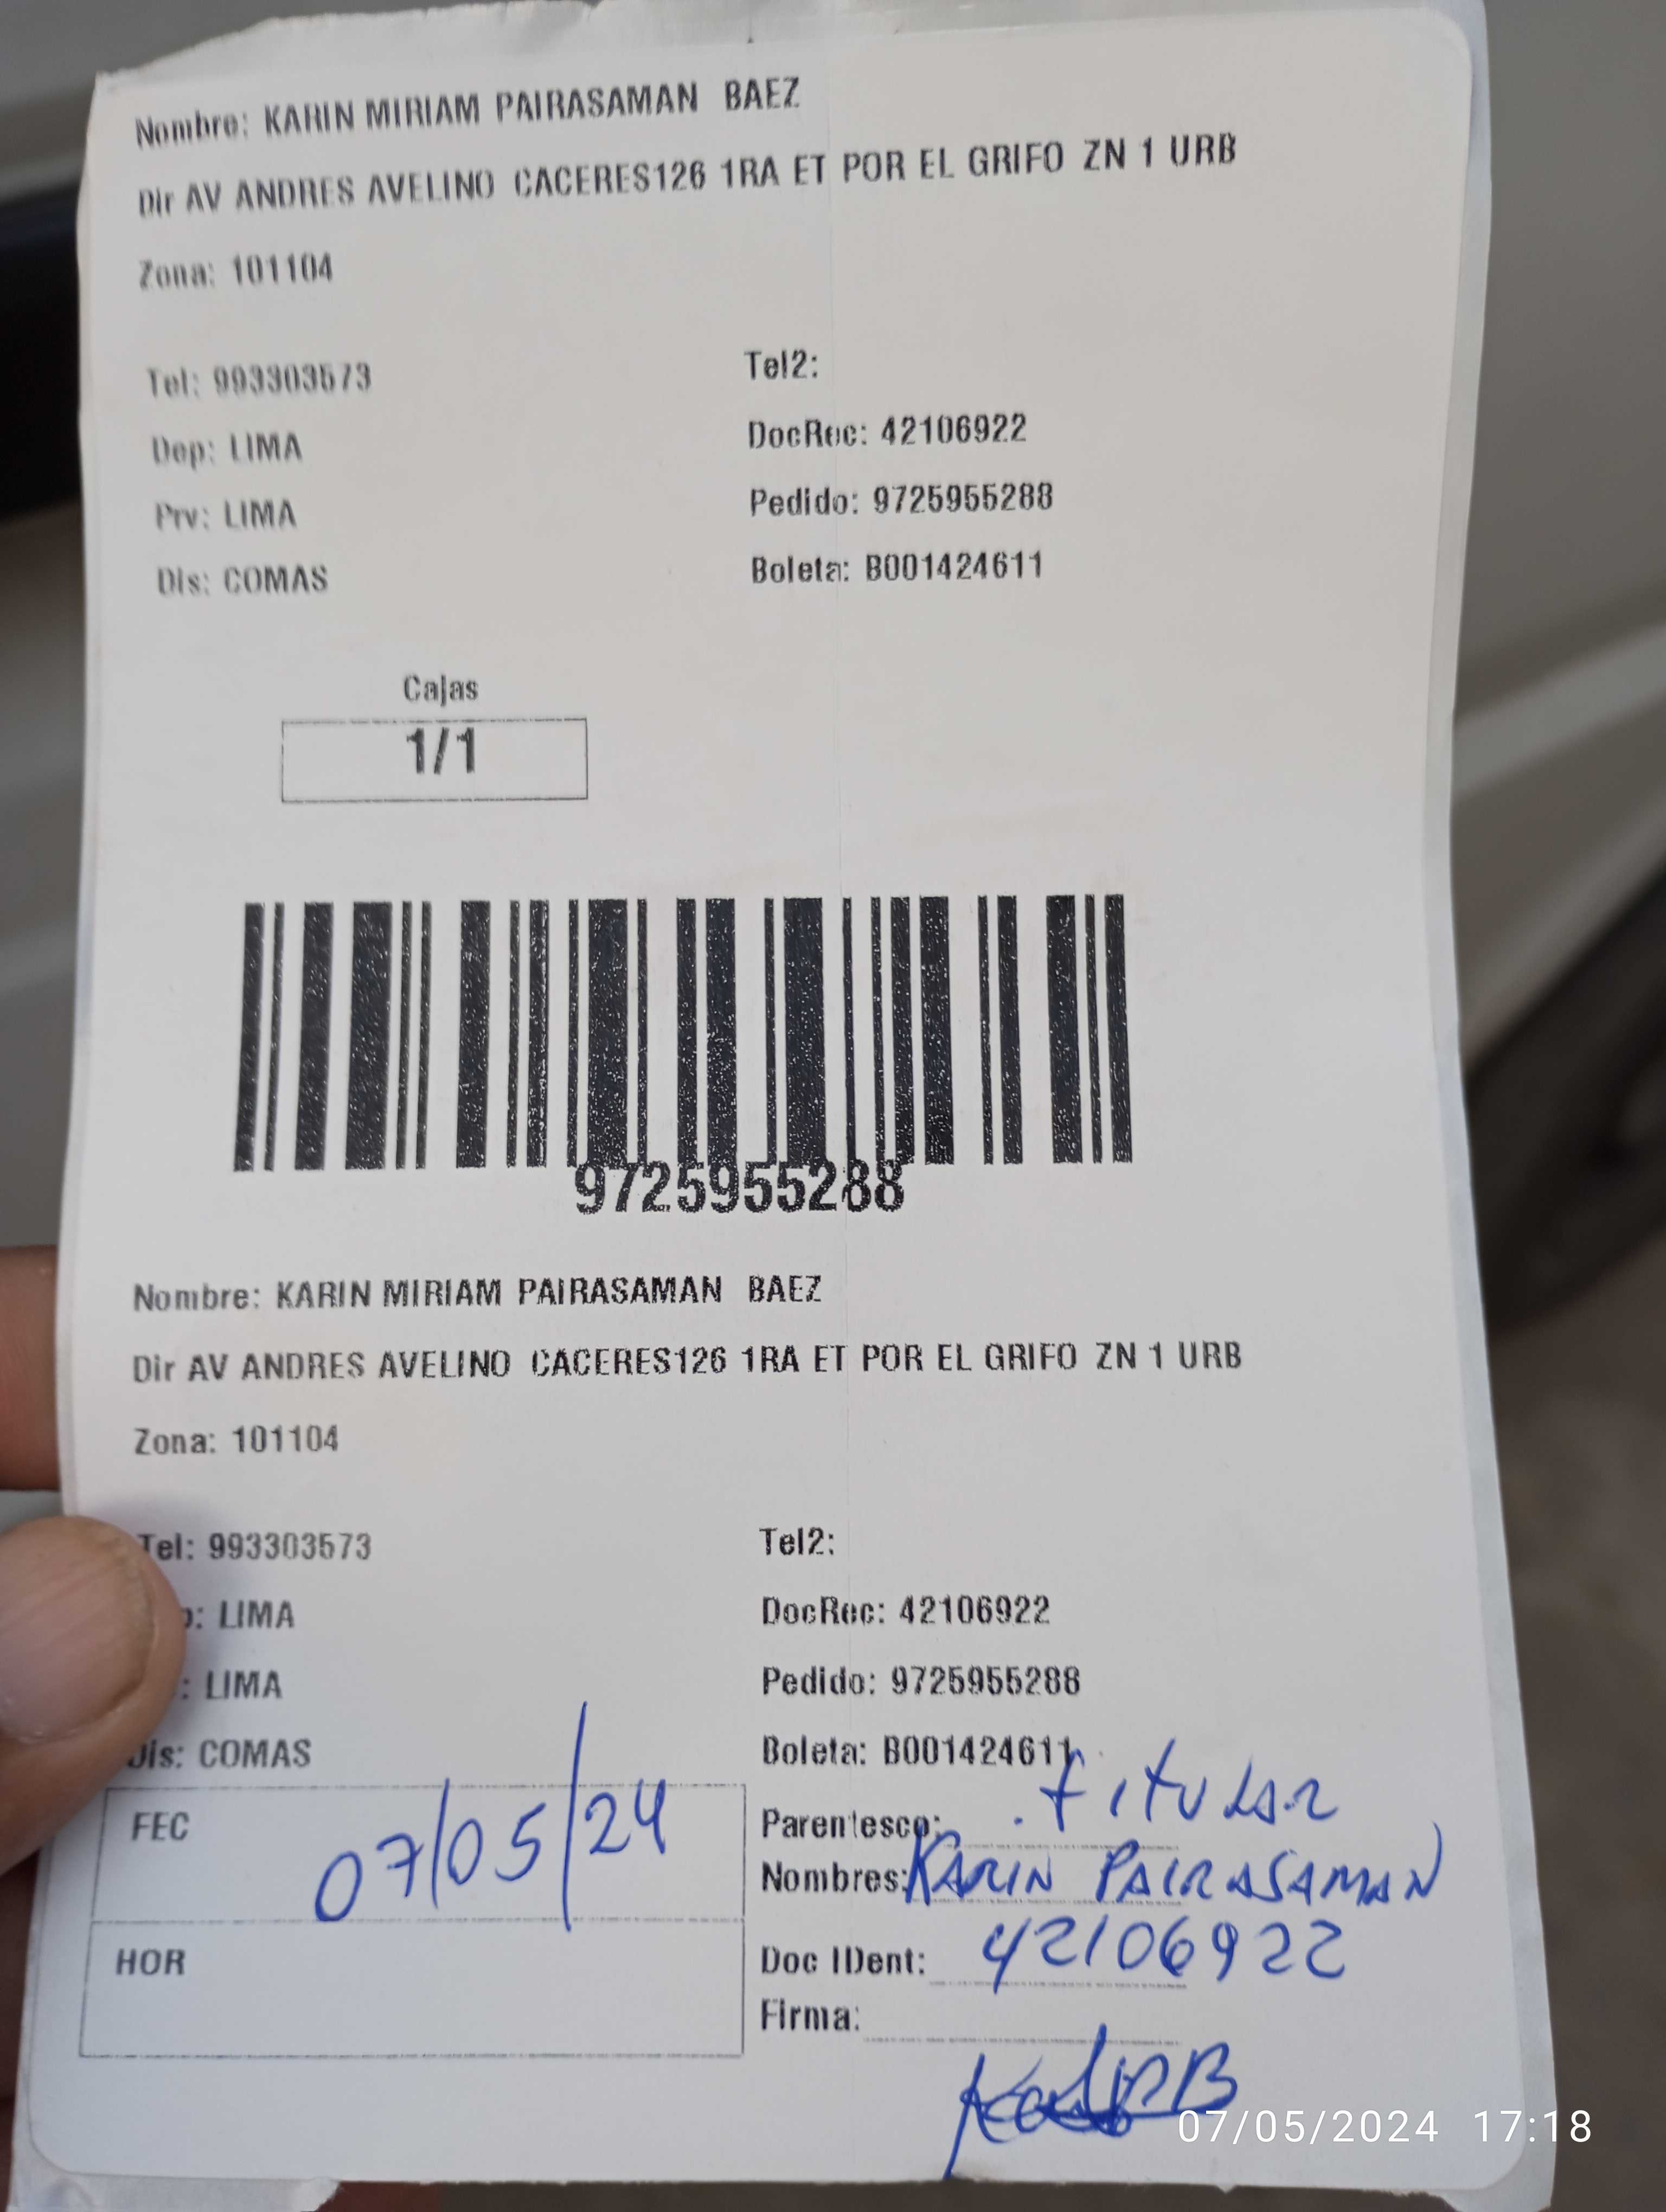 Nombre: KARIN MIRIAM PAIRASAMAN BAEZ
Dir AV ANDRES AVELINO CACERES126 1RA ET POR EL GRIFO ZN 1 URB
Zona: 101104
Tel: 993303573
Tel2:
Dep: LIMA
DocRec: 42106922
Prv: LIMA
Pedido: 9725955288
Dis: COMAS
Boleta: B001424611
Cajas
1/1
9725955288
Nombre: KARIN MIRIAM PAIRASAMAN BAEZ
Dir AV ANDRES AVELINO CACERES126 1RA ET POR EL GRIFO ZN 1 URB
Zona: 101104
Tel: 993303573
Tel2:
: LIMA
DocRec: 42106922
: LIMA
Pedido: 9725955288
Dis: COMAS
Boleta: B001424611
FEC 07/05/24
Parentesco: titular
Nombres: KARIN PAIRASAMAN
HOR
Doc IDent: 42106922
Firma:
07/05/2024 17:18